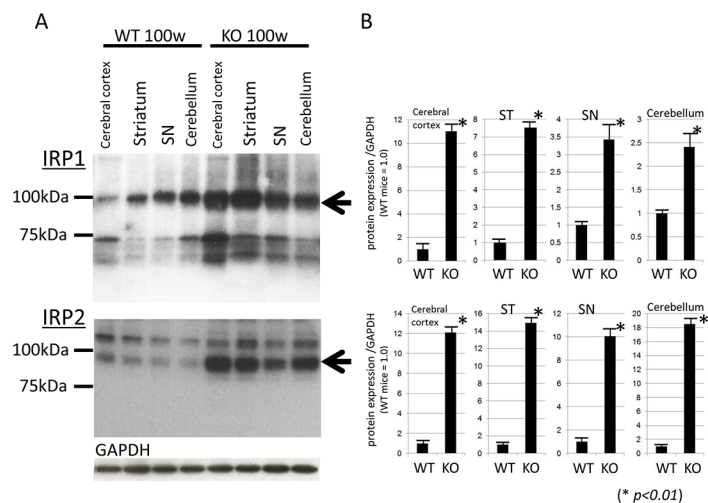 A
WT 100w KO 100w
Cerebral cortex Striatum SN Cerebellum Cerebral cortex Striatum SN Cerebellum
IRP1
100kDa
75kDa
IRP2
100kDa
75kDa
GAPDH
B
protein expression /GAPDH
(WT mice = 1.0)
Cerebral
cortex
*
12
10
8
6
4
2
0
WT KO
ST
*
8
7
6
5
4
3
2
1
0
WT KO
SN
*
4
3.5
3
2.5
2
1.5
1
0.5
0
WT KO
Cerebellum
*
3
2.5
2
1.5
1
0.5
0
WT KO
protein expression /GAPDH
(WT mice = 1.0)
Cerebral
cortex
*
14
12
10
8
6
4
2
0
WT KO
ST
*
16
14
12
10
8
6
4
2
0
WT KO
SN
*
12
10
8
6
4
2
0
WT KO
Cerebellum
*
20
18
16
14
12
10
8
6
4
2
0
WT KO
(* p<0.01)